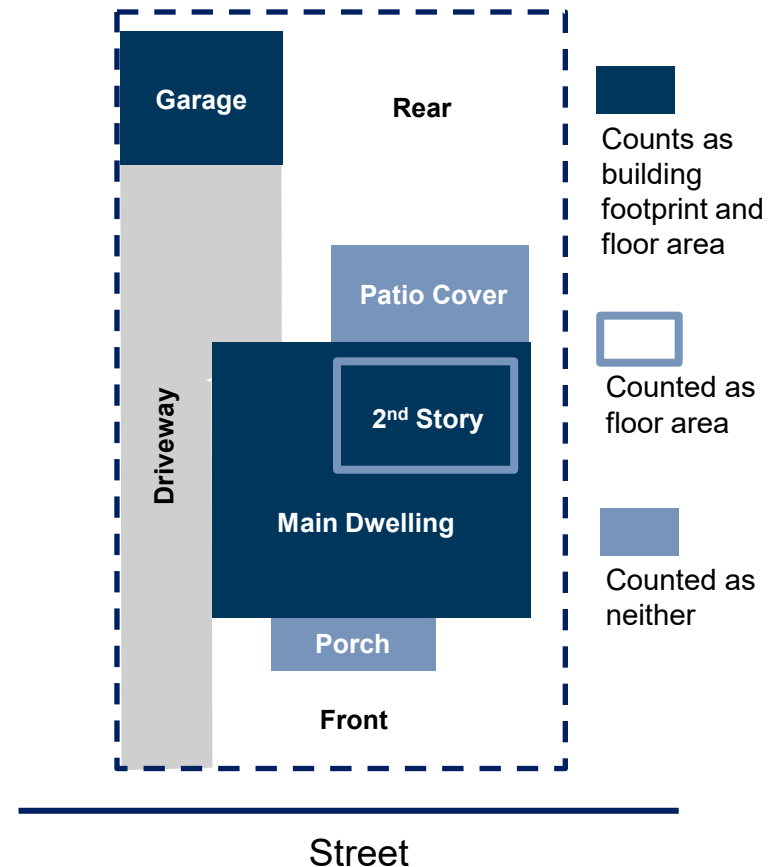 Garage
Rear
Counts as
building
footprint and
floor area
Patio Cover
Counted as
floor area
2nd Story
Driveway
Main Dwelling
Counted as
neither
Porch
Front
Street